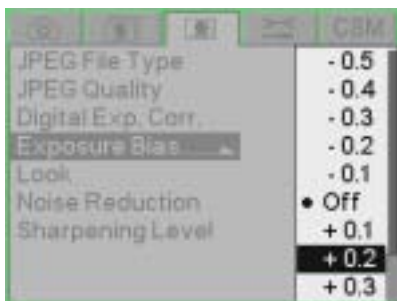 CSM
JPEG File Type
JPEG Quality
Digital Exp. Corr.
Exposure Bias
Look
Noise Reduction
Sharpening Level
- 0.5
- 0.4
- 0.3
- 0.2
- 0.1
• Off
+ 0.1
+ 0.2
+ 0.3